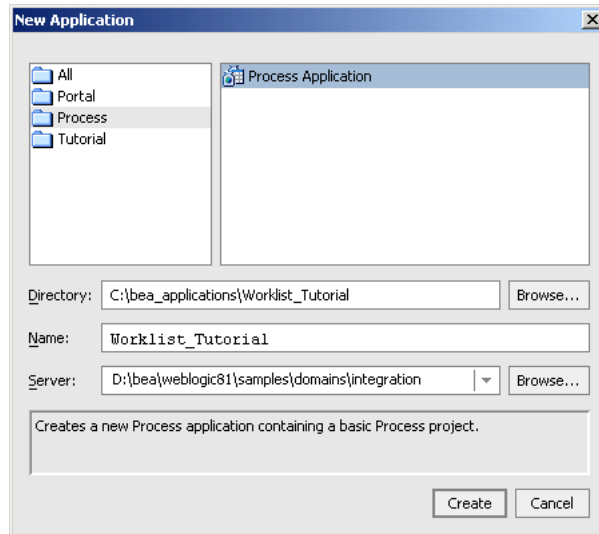 New Application
All
Portal
Process
Tutorial
Process Application
Directory: C:\bea_applications\Worklist_Tutorial Browse...
Name: Worklist_Tutorial
Server: D:\bea\weblogic81\samples\domains\integration Browse...
Creates a new Process application containing a basic Process project.
Create Cancel